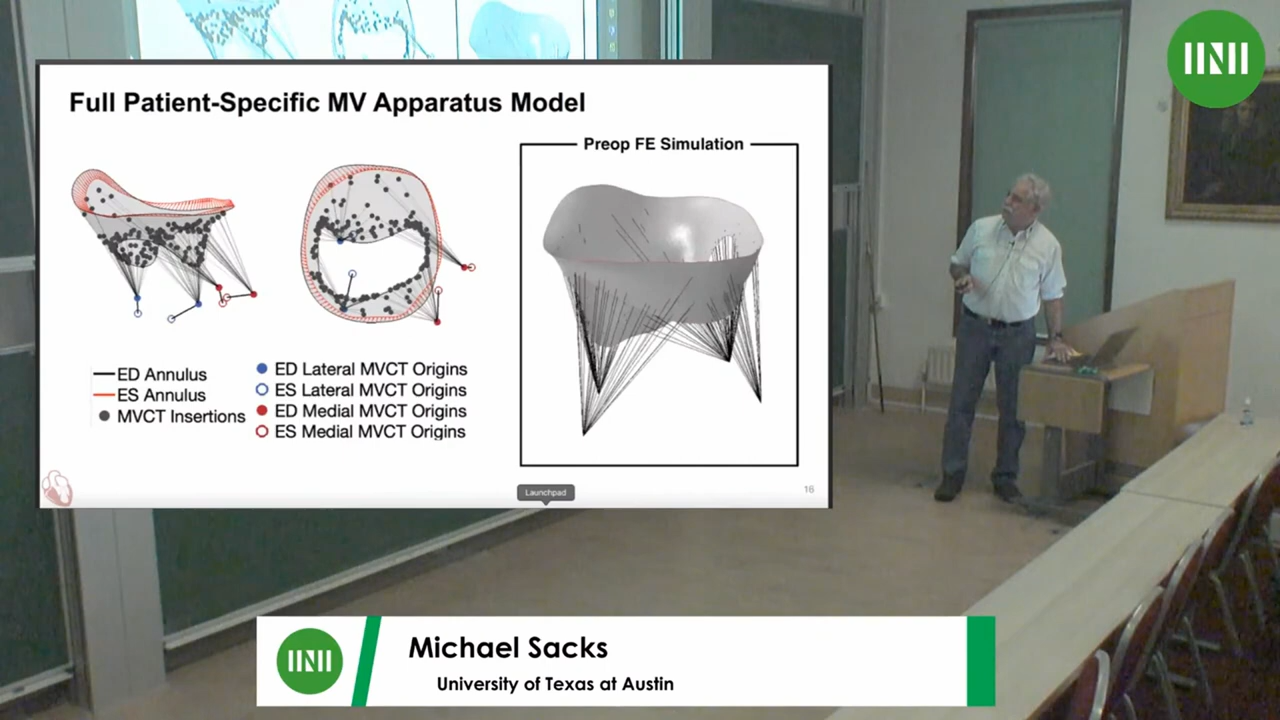 Full Patient-Specific MV Apparatus Model
Preop FE Simulation
ED Annulus
ES Annulus
MVCT Insertions
ED Lateral MVCT Origins
ES Lateral MVCT Origins
ED Medial MVCT Origins
ES Medial MVCT Origins
Launchpad
16
Michael Sacks
University of Texas at Austin